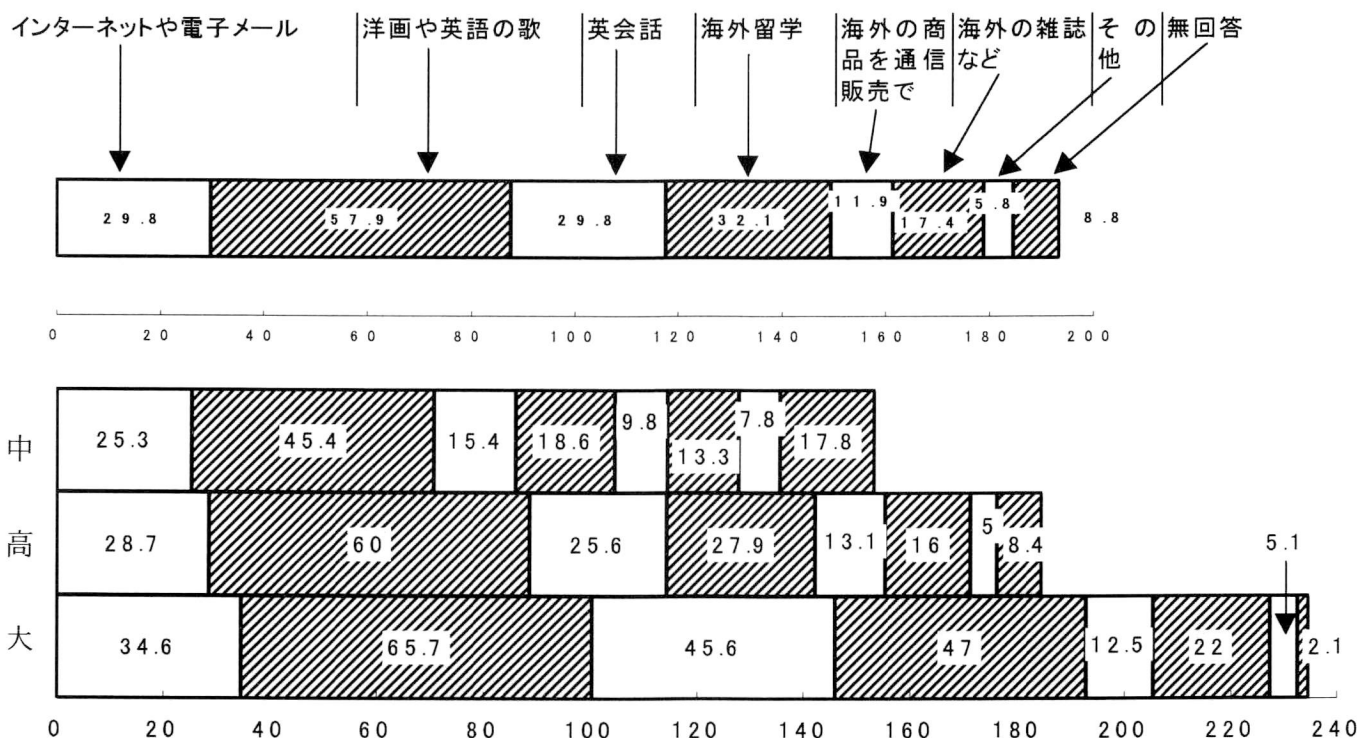 インターネットや電子メール
洋画や英語の歌
英会話
海外留学
海外の商
品を通信
販売で
海外の雑誌
など
その
他
無回答
29.8 57.9 29.8 32.1 11.9 17.4 5.8 8.8
0 20 40 60 80 100 120 140 160 180 200
中 25.3 45.4 15.4 18.6 9.8 13.3 7.8 17.8
高 28.7 60 25.6 27.9 13.1 16 5 8.4
5.1
大 34.6 65.7 45.6 47 12.5 22 2.1
0 20 40 60 80 100 120 140 160 180 200 220 240